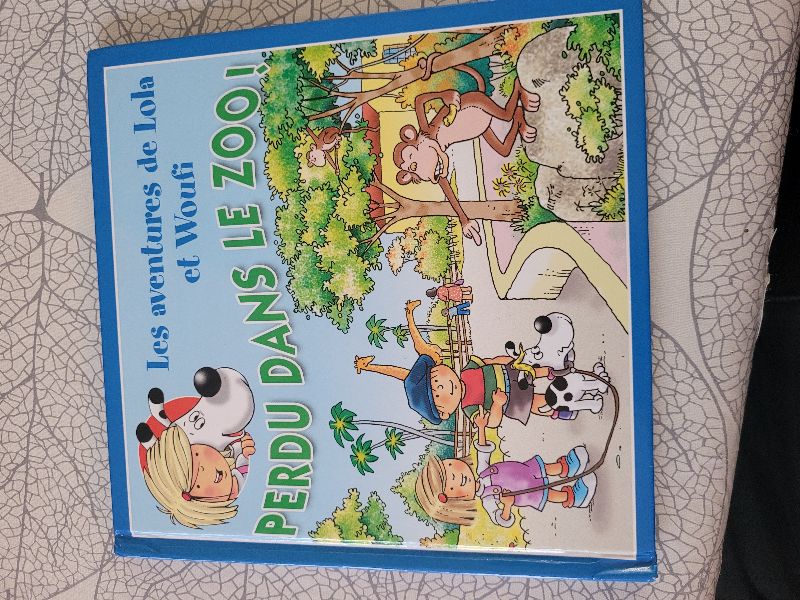 Les aventures de Lola
et Woufi
PERDU DANS LE ZOO!